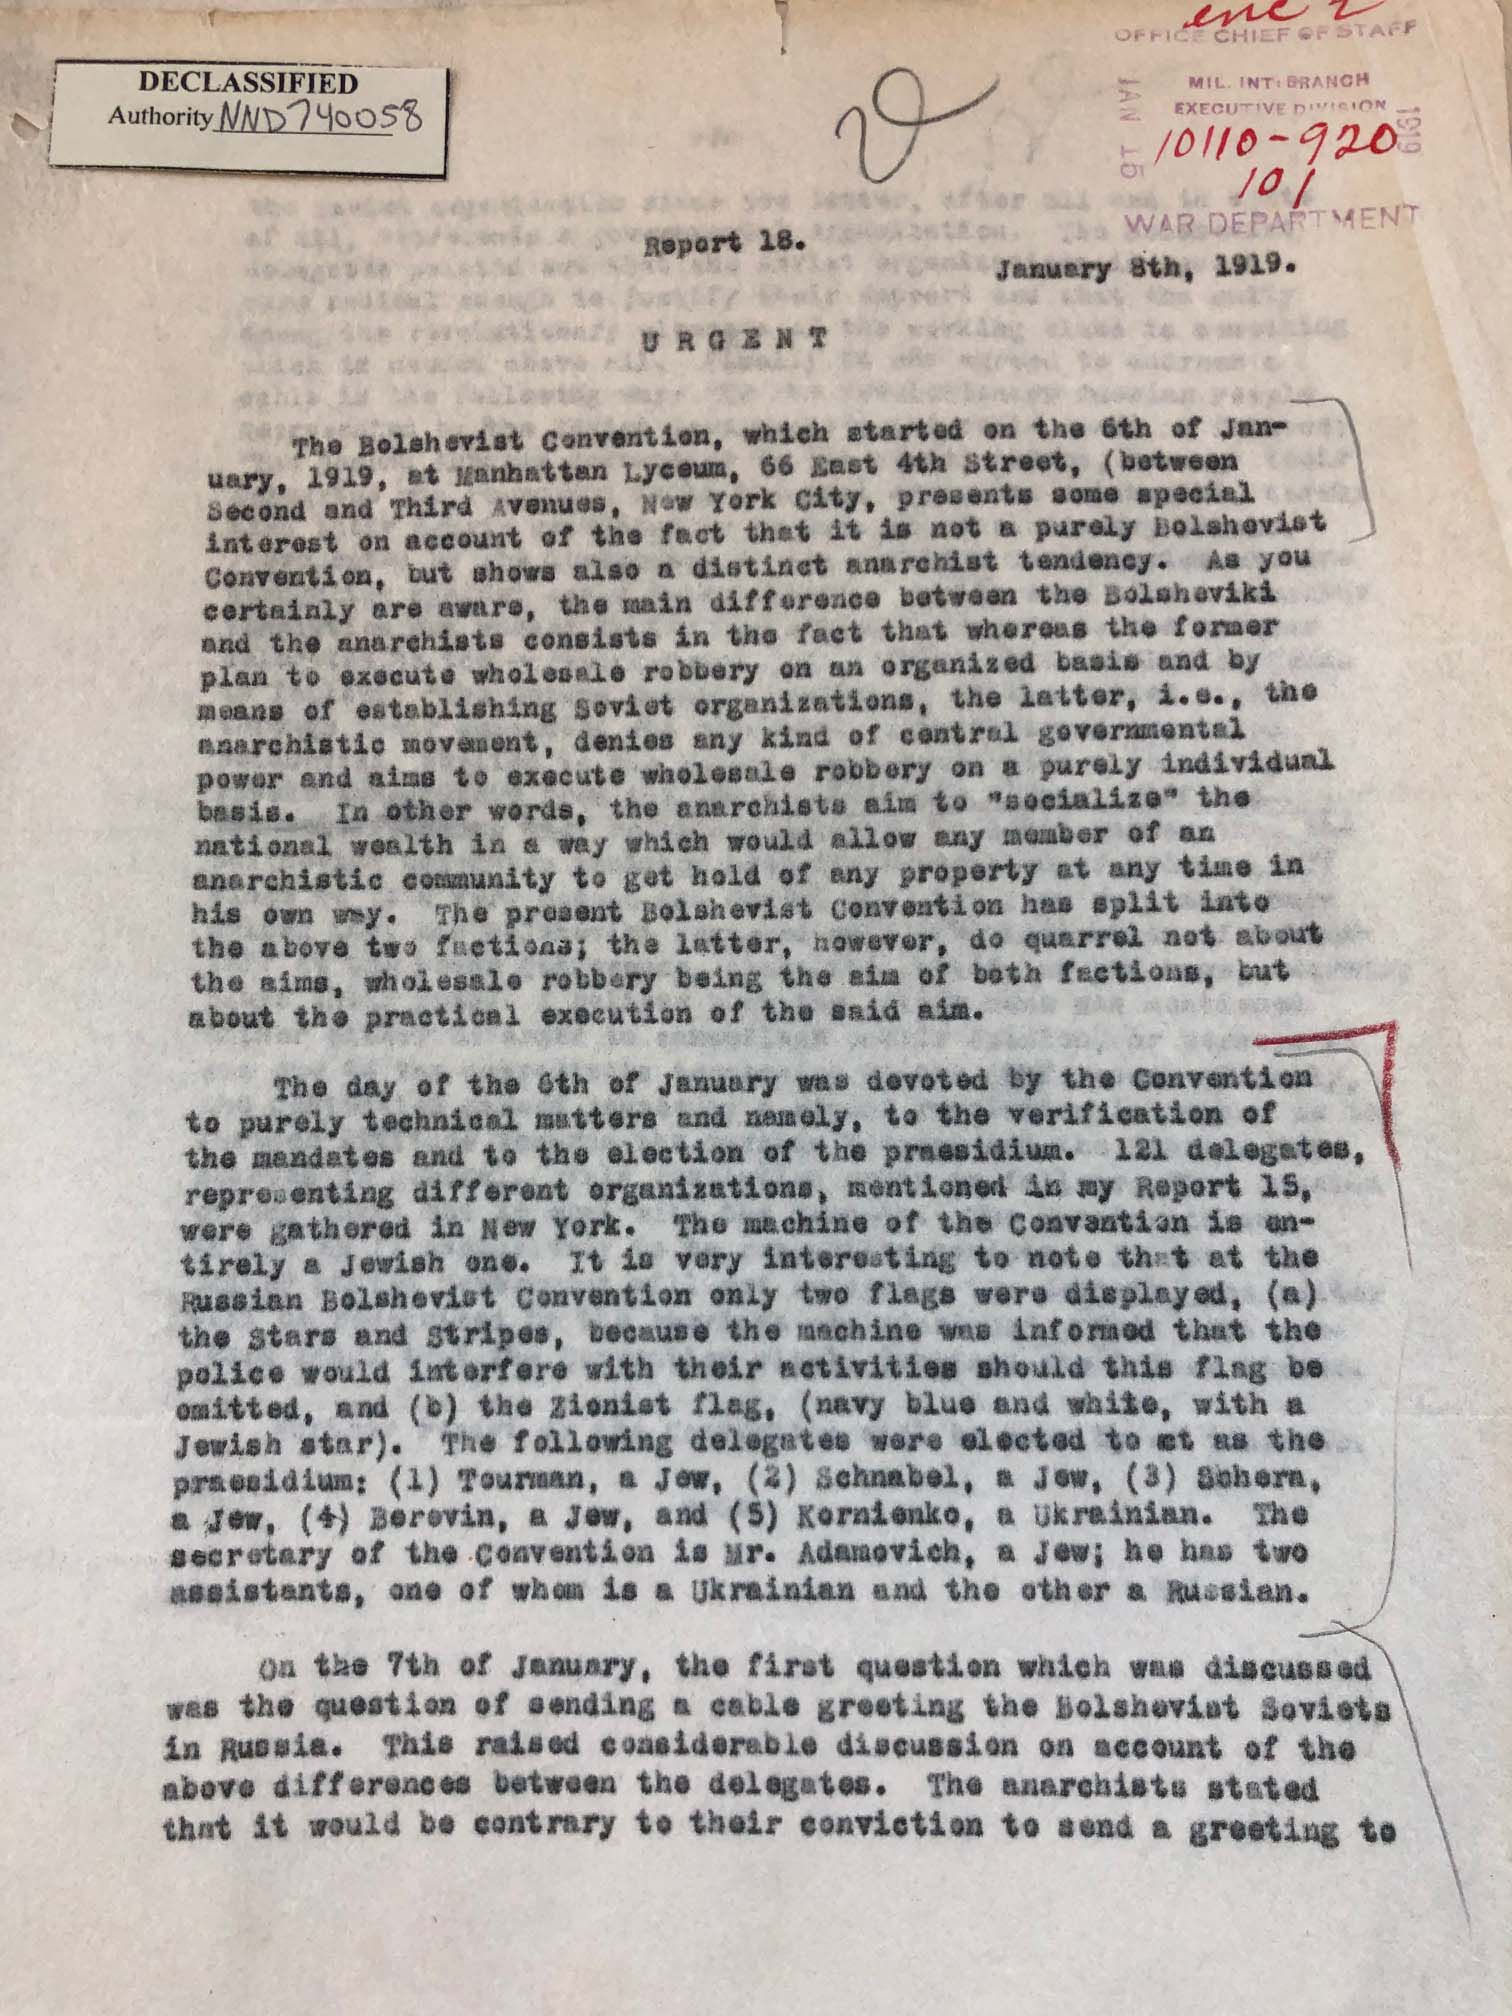 enc 2
OFFICE CHIEF OF STAFF
DECLASSIFIED
Authority NND740058
MIL. INT. BRANCH
EXECUTIVE DIVISION
JAN 15 1919
10110-920
101
WAR DEPARTMENT
Report 18.
January 8th, 1919.
URGENT
The Bolshevist Convention, which started on the 6th of Jan-
uary, 1919, at Manhattan Lyceum, 66 East 4th Street, (between
Second and Third Avenues, New York City, presents some special
interest on account of the fact that it is not a purely Bolshevist
Convention, but shows also a distinct anarchist tendency. As you
certainly are aware, the main difference between the Bolsheviki
and the anarchists consists in the fact that whereas the former
plan to execute wholesale robbery on an organized basis and by
means of establishing Soviet organizations, the latter, i.e., the
anarchistic movement, denies any kind of central governmental
power and aims to execute wholesale robbery on a purely individual
basis. In other words, the anarchists aim to "socialize" the
national wealth in a way which would allow any member of an
anarchistic community to get hold of any property at any time in
his own way. The present Bolshevist Convention has split into
the above two factions; the latter, however, do quarrel not about
the aims, wholesale robbery being the aim of both factions, but
about the practical execution of the said aim.
The day of the 6th of January was devoted by the Convention
to purely technical matters and namely, to the verification of
the mandates and to the election of the praesidium. 121 delegates,
representing different organizations, mentioned in my Report 15,
were gathered in New York. The machine of the Convention is en-
tirely a Jewish one. It is very interesting to note that at the
Russian Bolshevist Convention only two flags were displayed, (a)
the Stars and Stripes, because the machine was informed that the
police would interfere with their activities should this flag be
omitted, and (b) the Zionist flag, (navy blue and white, with a
Jewish star). The following delegates were elected to act as the
praesidium: (1) Tourman, a Jew, (2) Schnabel, a Jew, (3) Schern,
a Jew, (4) Berovin, a Jew, and (5) Kornienko, a Ukrainian. The
secretary of the Convention is Mr. Adamovich, a Jew; he has two
assistants, one of whom is a Ukrainian and the other a Russian.
On the 7th of January, the first question which was discussed
was the question of sending a cable greeting the Bolshevist Soviets
in Russia. This raised considerable discussion on account of the
above differences between the delegates. The anarchists stated
that it would be contrary to their conviction to send a greeting to